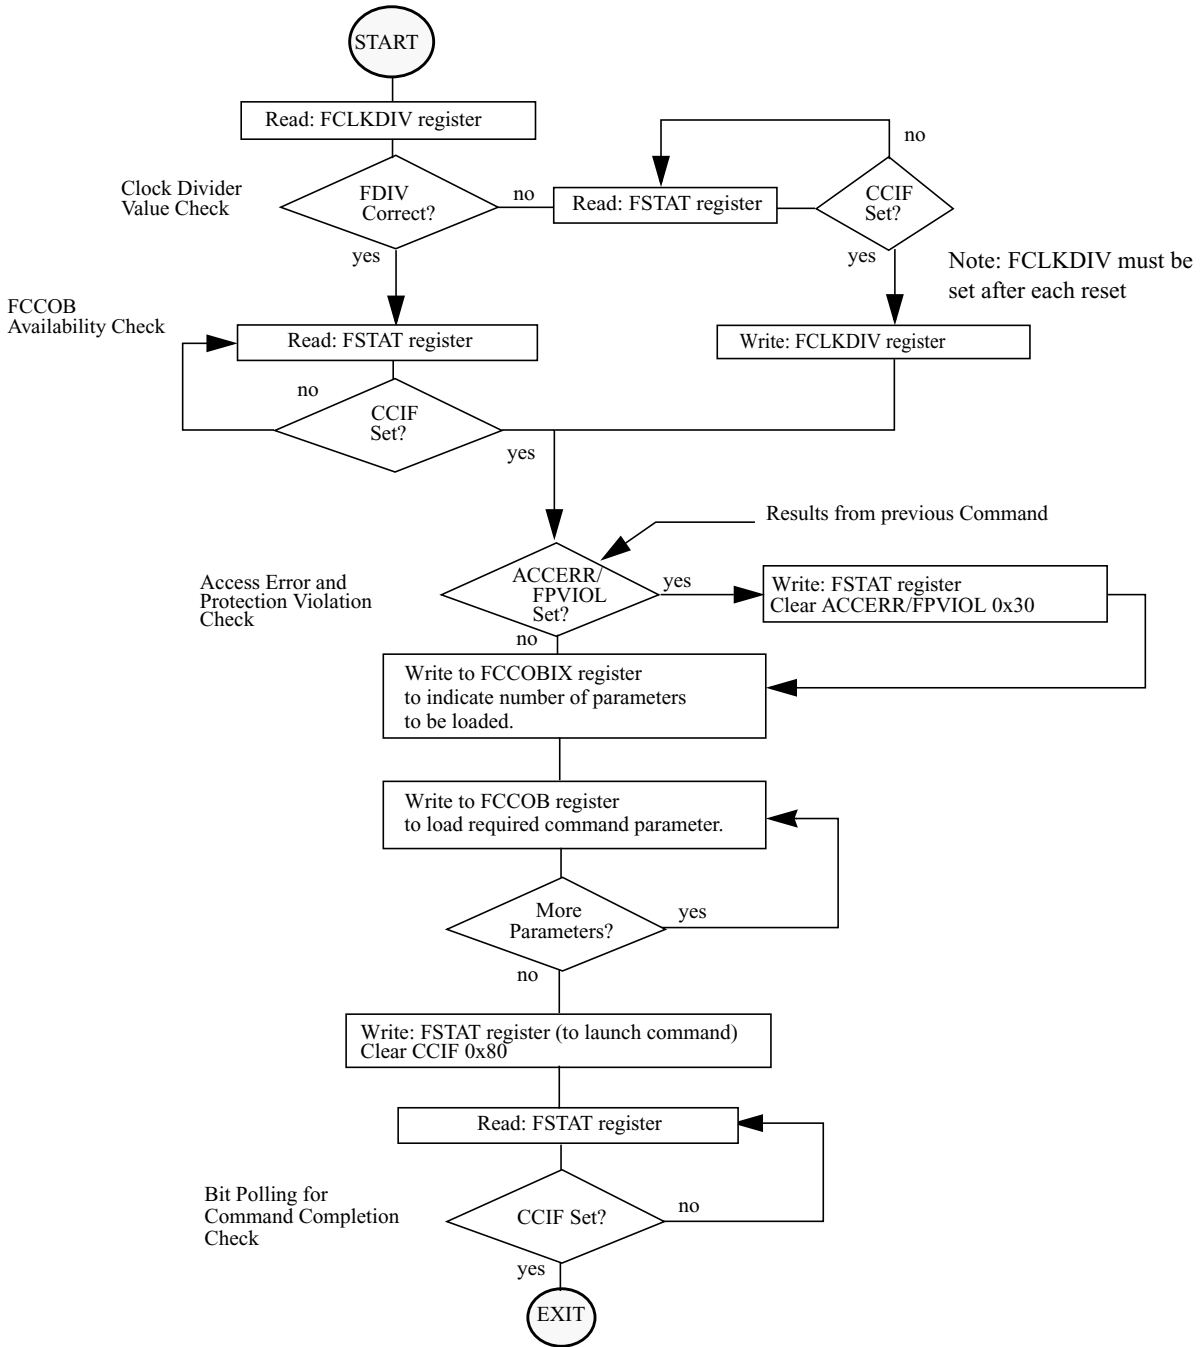 START
Read: FCLKDIV register
Clock Divider
Value Check
FDIV
Correct?
no
Read: FSTAT register
CCIF
Set?
no
yes
yes
Note: FCLKDIV must be
set after each reset
FCCOB
Availability Check
Read: FSTAT register
Write: FCLKDIV register
no
CCIF
Set?
yes
Results from previous Command
Access Error and
Protection Violation
Check
ACCERR/
FPVIOL
Set?
yes
Write: FSTAT register
Clear ACCERR/FPVIOL 0x30
no
Write to FCCOBIX register
to indicate number of parameters
to be loaded.
Write to FCCOB register
to load required command parameter.
More
Parameters?
yes
no
Write: FSTAT register (to launch command)
Clear CCIF 0x80
Read: FSTAT register
Bit Polling for
Command Completion
Check
CCIF Set?
no
yes
EXIT